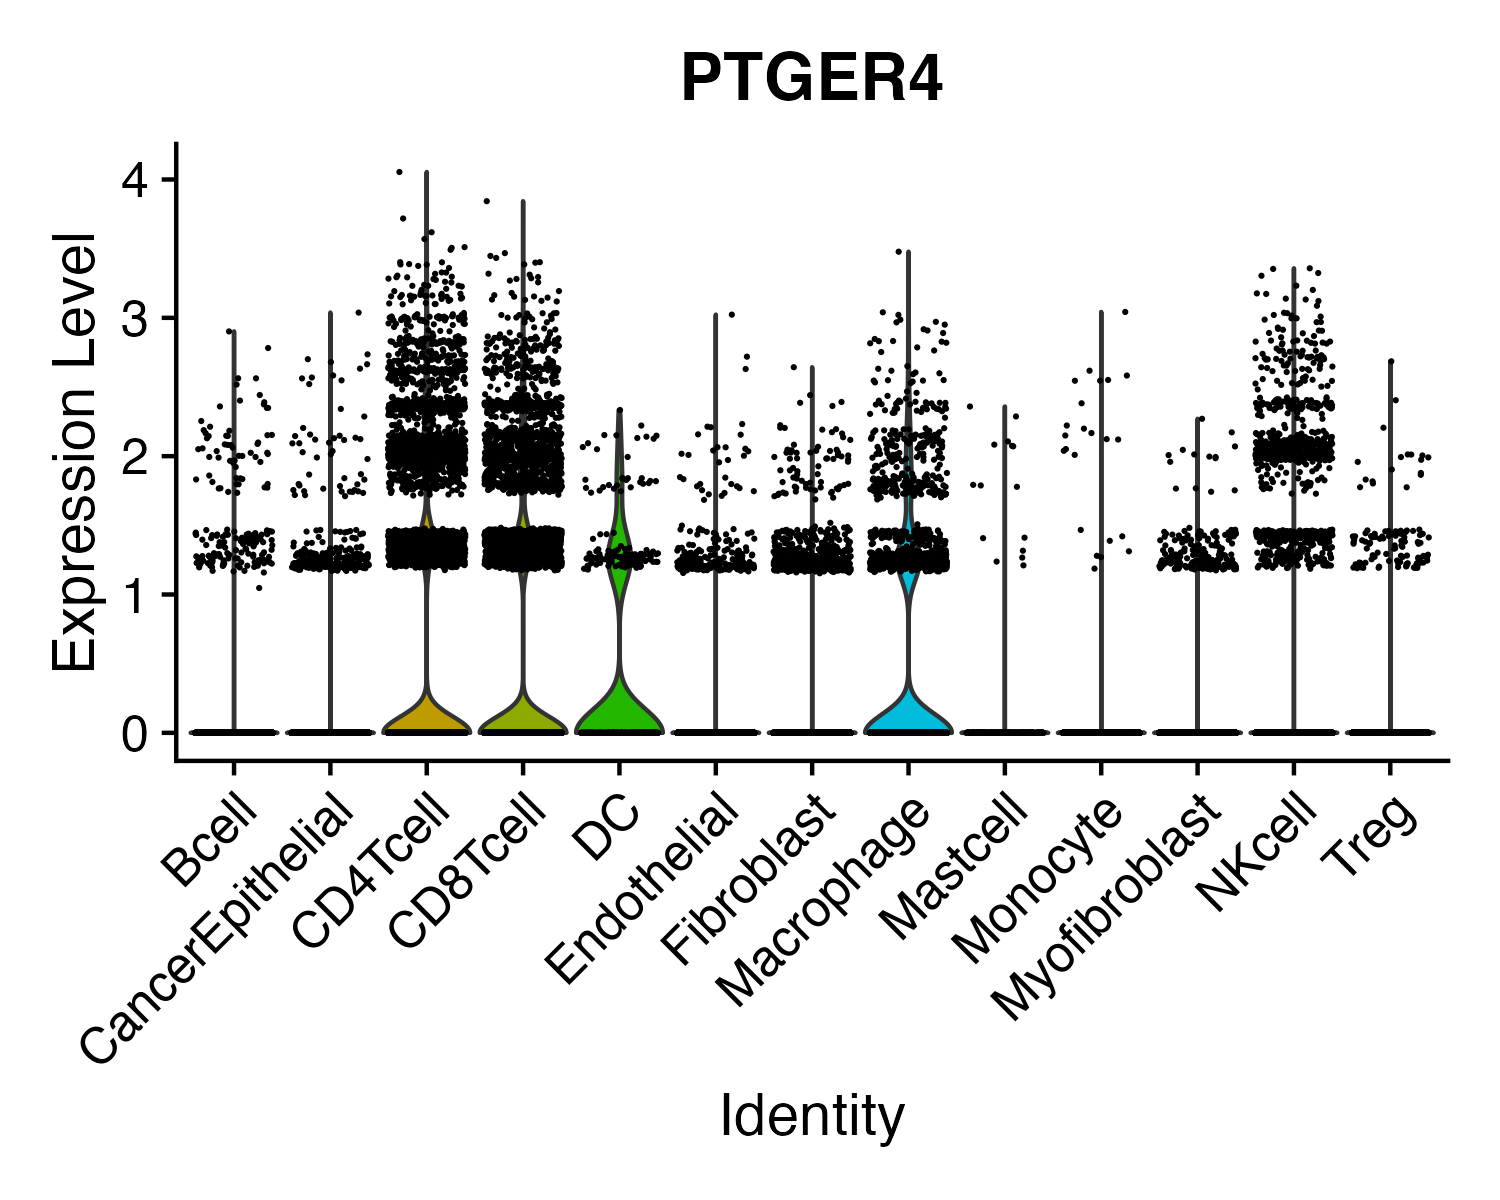 PTGER4
Expression Level
4
3
2
1
0
Bcell
CancerEpithelial
CD4Tcell
CD8Tcell
DC
Endothelial
Fibroblast
Macrophage
Mastcell
Monocyte
Myofibroblast
NKcell
Treg
Identity